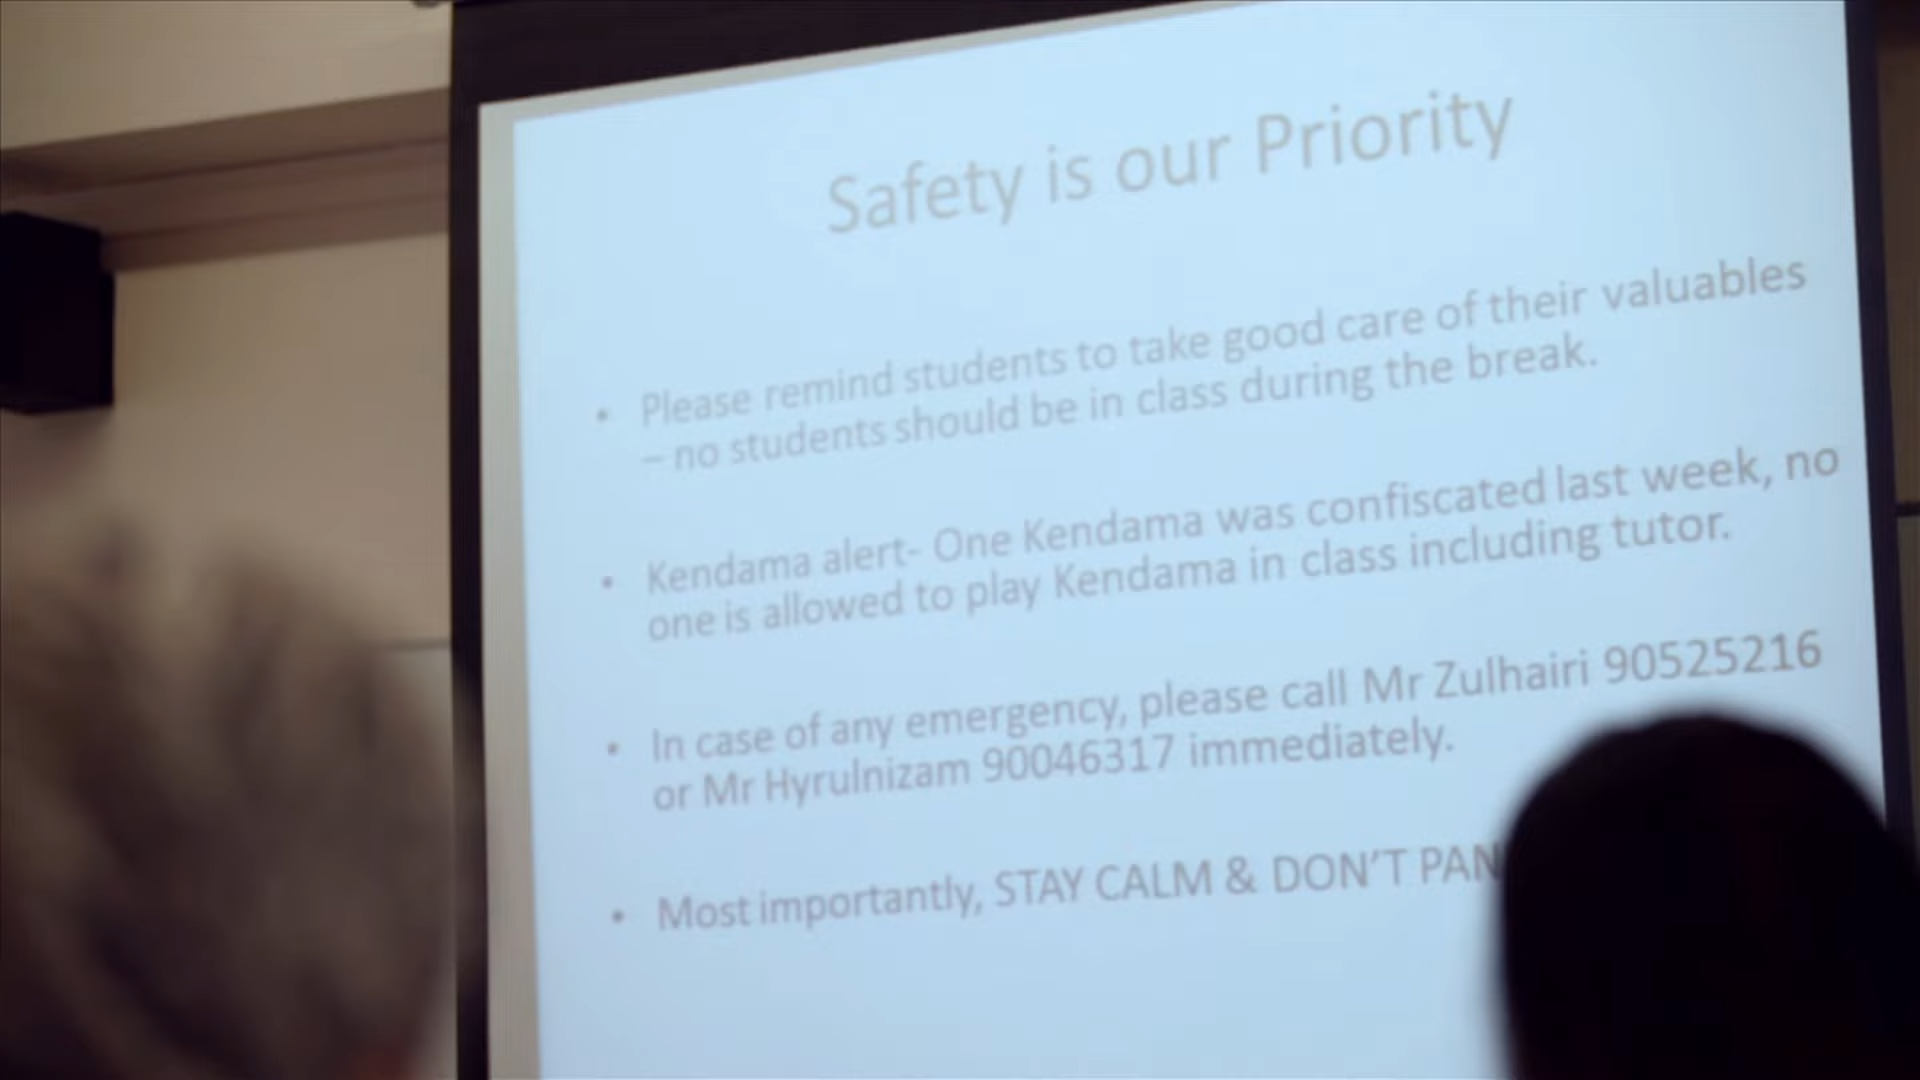 Safety is our Priority
• Please remind students to take good care of their valuables
– no students should be in class during the break.
• Kendama alert- One Kendama was confiscated last week, no
one is allowed to play Kendama in class including tutor.
• In case of any emergency, please call Mr Zulhairi 90525216
or Mr Hyrulnizam 90046317 immediately.
• Most importantly, STAY CALM & DON'T PAN